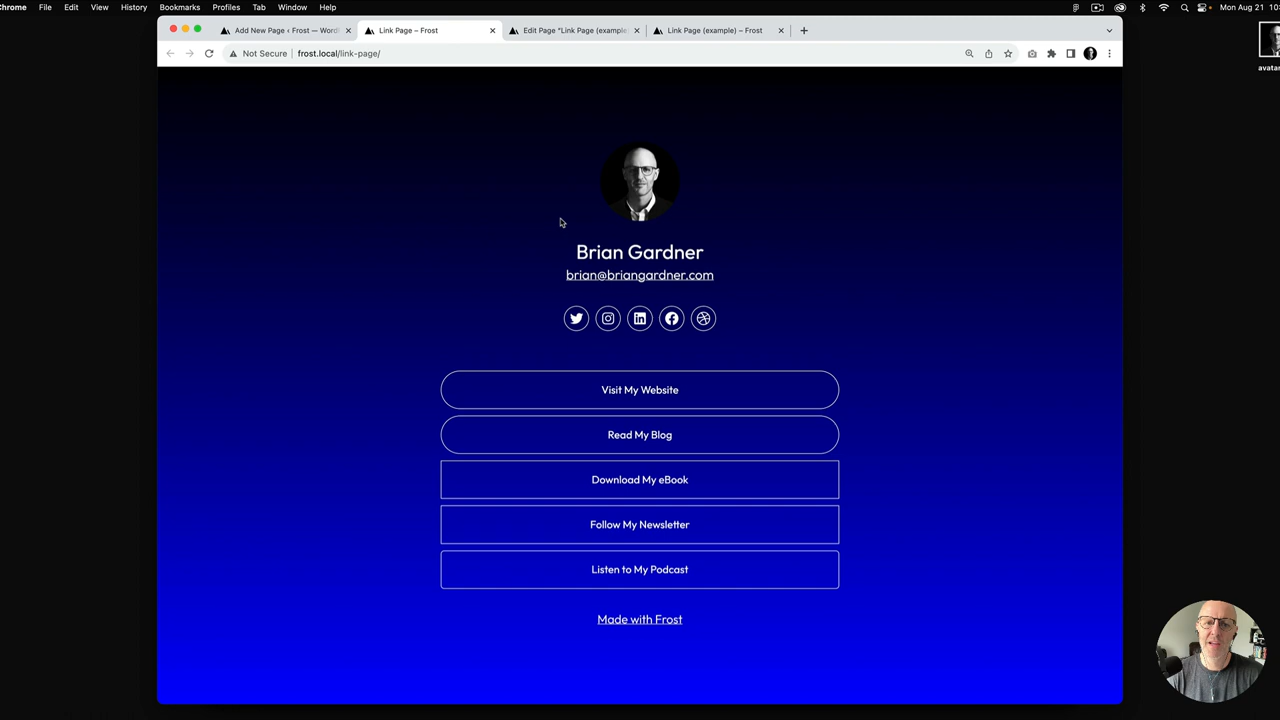 Chrome File Edit View History Bookmarks Profiles Tab Window Help
Mon Aug 21
Add New Page ‹ Frost — Word
Link Page – Frost
Edit Page "Link Page (example
Link Page (example) – Frost
Not Secure frost.local/link-page/
avatar
Brian Gardner
brian@briangardner.com
Visit My Website
Read My Blog
Download My eBook
Follow My Newsletter
Listen to My Podcast
Made with Frost